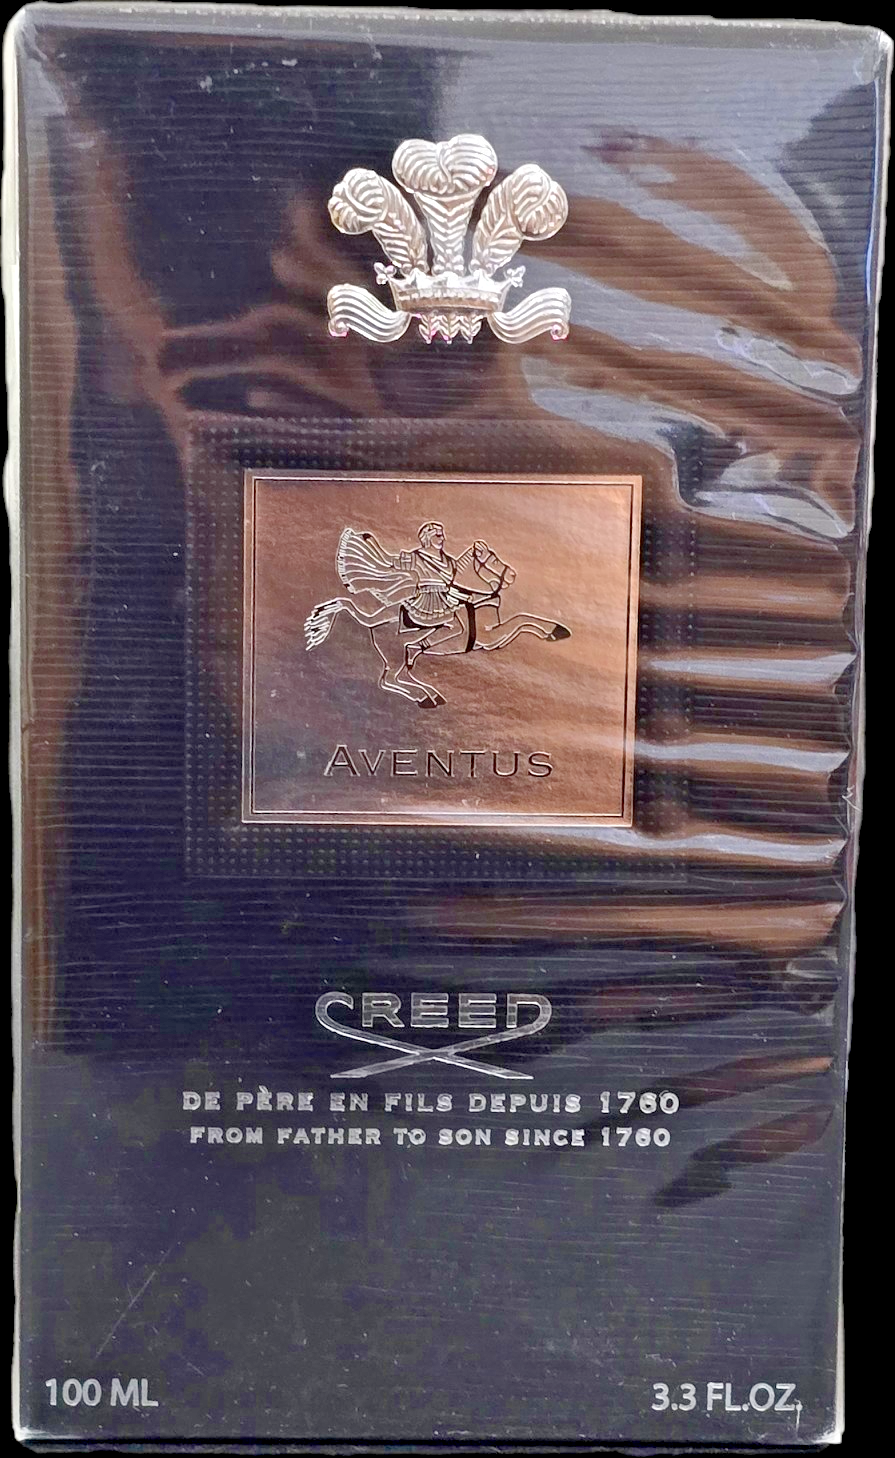 AVENTUS
CREED
DE PÈRE EN FILS DEPUIS 1760
FROM FATHER TO SON SINCE 1760
100 ML
3.3 FL.OZ.